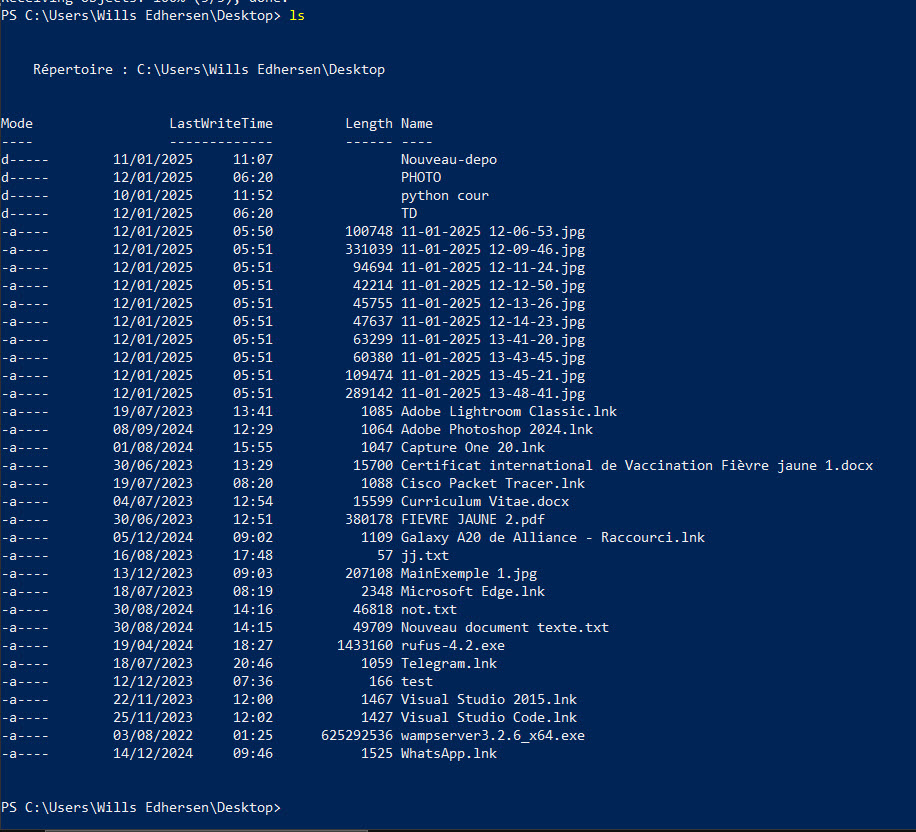 Receiving objects: 100% (3/3), done.
PS C:\Users\Wills Edhersen\Desktop> ls
Répertoire : C:\Users\Wills Edhersen\Desktop
Mode LastWriteTime Length Name
---- ------------- ------ ----
d----- 11/01/2025 11:07 Nouveau-depo
d----- 12/01/2025 06:20 PHOTO
d----- 10/01/2025 11:52 python cour
d----- 12/01/2025 06:20 TD
-a---- 12/01/2025 05:50 100748 11-01-2025 12-06-53.jpg
-a---- 12/01/2025 05:51 331039 11-01-2025 12-09-46.jpg
-a---- 12/01/2025 05:51 94694 11-01-2025 12-11-24.jpg
-a---- 12/01/2025 05:51 42214 11-01-2025 12-12-50.jpg
-a---- 12/01/2025 05:51 45755 11-01-2025 12-13-26.jpg
-a---- 12/01/2025 05:51 47637 11-01-2025 12-14-23.jpg
-a---- 12/01/2025 05:51 63299 11-01-2025 13-41-20.jpg
-a---- 12/01/2025 05:51 60380 11-01-2025 13-43-45.jpg
-a---- 12/01/2025 05:51 109474 11-01-2025 13-45-21.jpg
-a---- 12/01/2025 05:51 289142 11-01-2025 13-48-41.jpg
-a---- 19/07/2023 13:41 1085 Adobe Lightroom Classic.lnk
-a---- 08/09/2024 12:29 1064 Adobe Photoshop 2024.lnk
-a---- 01/08/2024 15:55 1047 Capture One 20.lnk
-a---- 30/06/2023 13:29 15700 Certificat international de Vaccination Fièvre jaune 1.docx
-a---- 19/07/2023 08:20 1088 Cisco Packet Tracer.lnk
-a---- 04/07/2023 12:54 15599 Curriculum Vitae.docx
-a---- 30/06/2023 12:51 380178 FIEVRE JAUNE 2.pdf
-a---- 05/12/2024 09:02 1109 Galaxy A20 de Alliance - Raccourci.lnk
-a---- 16/08/2023 17:48 57 jj.txt
-a---- 13/12/2023 09:03 207108 MainExemple 1.jpg
-a---- 18/07/2023 08:19 2348 Microsoft Edge.lnk
-a---- 30/08/2024 14:16 46818 not.txt
-a---- 30/08/2024 14:15 49709 Nouveau document texte.txt
-a---- 19/04/2024 18:27 1433160 rufus-4.2.exe
-a---- 18/07/2023 20:46 1059 Telegram.lnk
-a---- 12/12/2023 07:36 166 test
-a---- 22/11/2023 12:00 1467 Visual Studio 2015.lnk
-a---- 25/11/2023 12:02 1427 Visual Studio Code.lnk
-a---- 03/08/2022 01:25 625292536 wampserver3.2.6_x64.exe
-a---- 14/12/2024 09:46 1525 WhatsApp.lnk
PS C:\Users\Wills Edhersen\Desktop>